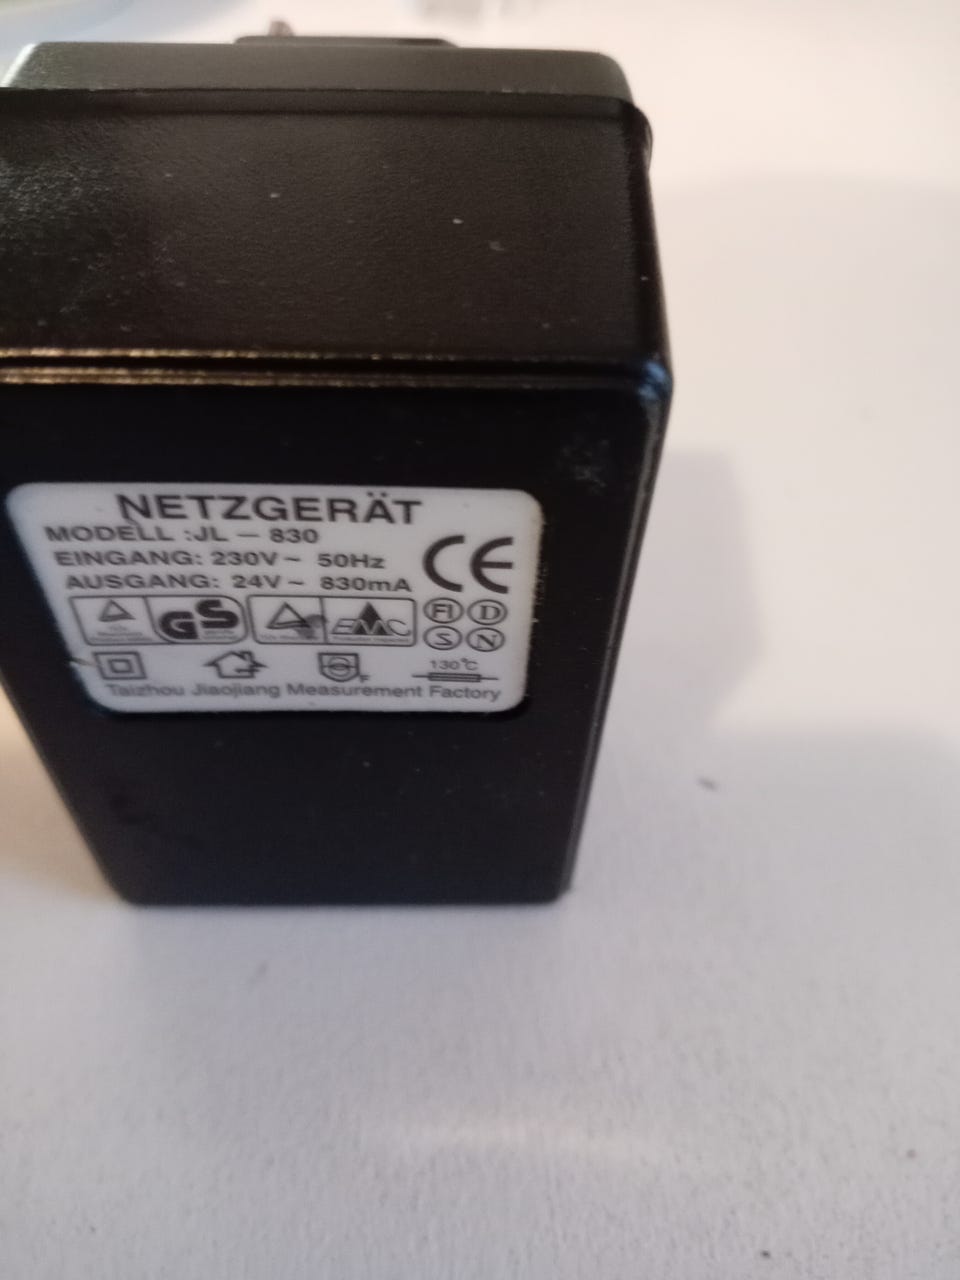 NETZGERÄT
MODELL :JL – 830
EINGANG: 230V ~ 50Hz
AUSGANG: 24V ~ 830mA
CE
GS
EMC
FI D
S N
F
130°C
Taizhou Jiaojiang Measurement Factory